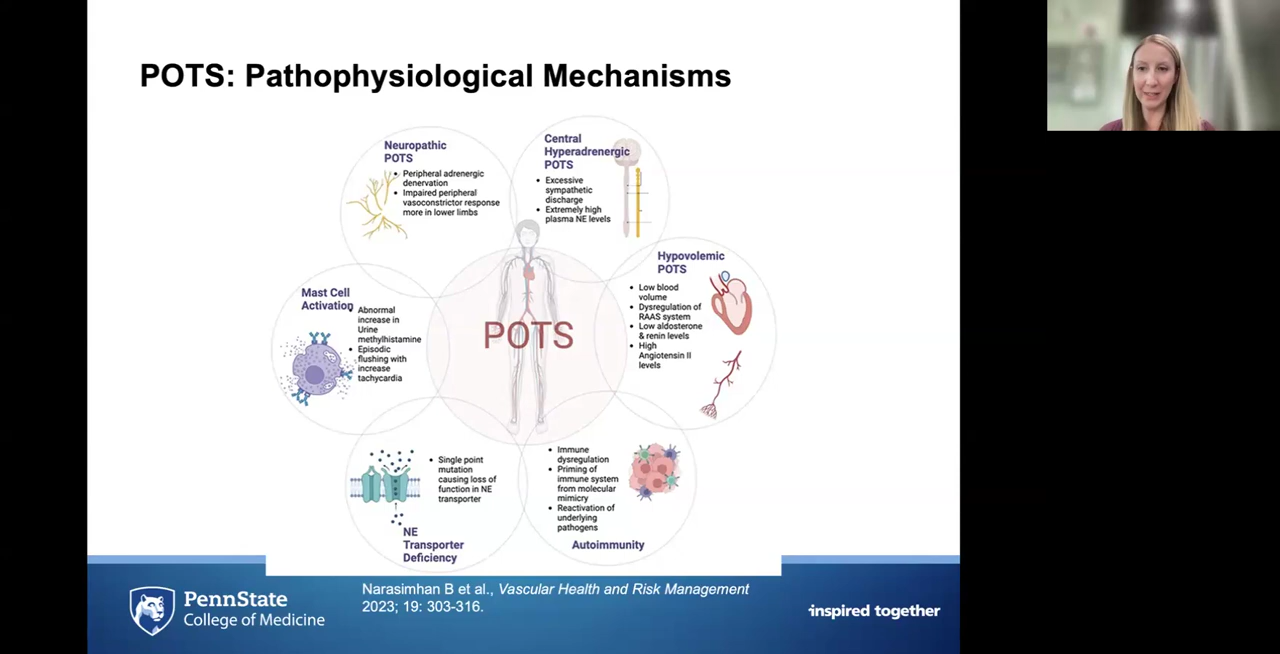 POTS: Pathophysiological Mechanisms
Neuropathic
POTS
• Peripheral adrenergic
denervation
• Impaired peripheral
vasoconstrictor response
more in lower limbs
Central
Hyperadrenergic
POTS
• Excessive
sympathetic
discharge
• Extremely high
plasma NE levels
Hypovolemic
POTS
• Low blood
volume
• Dysregulation of
RAAS system
• Low aldosterone
& renin levels
• High
Angiotensin II
levels
Mast Cell
Activation
• Abnormal
increase in
Urine
methylhistamine
• Episodic
flushing with
increase
tachycardia
POTS
• Single point
mutation
causing loss of
function in NE
transporter
NE
Transporter
Deficiency
• Immune
dysregulation
• Priming of
immune system
from molecular
mimicry
• Reactivation of
underlying
pathogens
Autoimmunity
PennState
College of Medicine
Narasimhan B et al., Vascular Health and Risk Management
2023; 19: 303-316.
inspired together